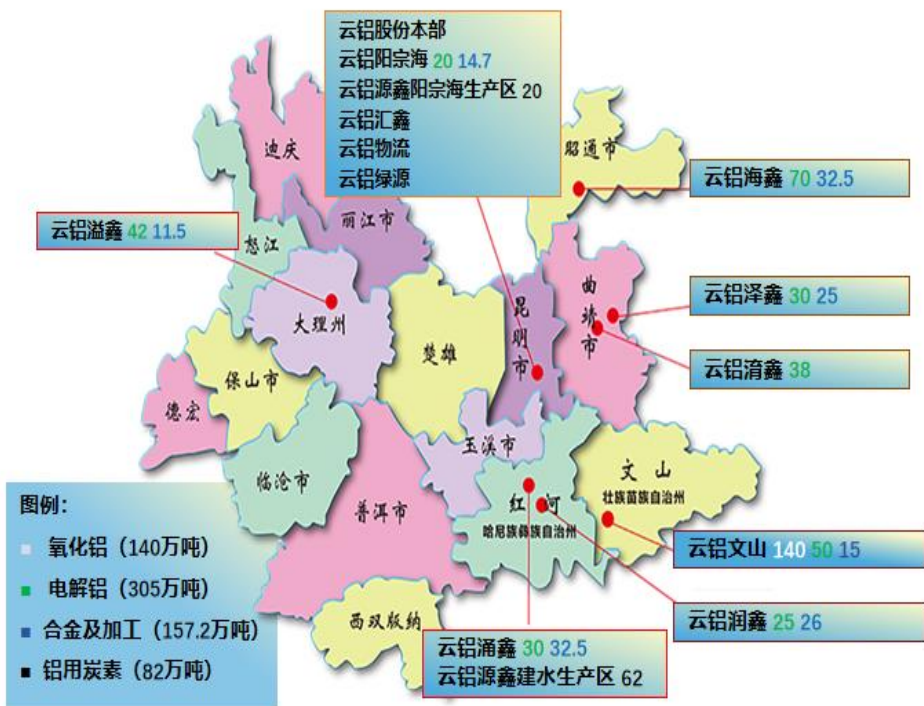 云铝股份本部
云铝阳宗海 20 14.7
云铝源鑫阳宗海生产区 20
云铝汇鑫
云铝物流
云铝绿源
昭通市
云铝海鑫 70 32.5
迪庆
丽江市
云铝溢鑫 42 11.5
怒江
大理州
楚雄
昆明市
曲靖市
云铝泽鑫 30 25
云铝淯鑫 38
保山市
德宏
临沧市
普洱市
玉溪市
红河
哈尼族彝族自治州
文山
壮族苗族自治州
云铝文山 140 50 15
云铝润鑫 25 26
西双版纳
云铝涌鑫 30 32.5
云铝源鑫建水生产区 62
图例：
氧化铝（140万吨）
电解铝（305万吨）
合金及加工（157.2万吨）
铝用炭素（82万吨）